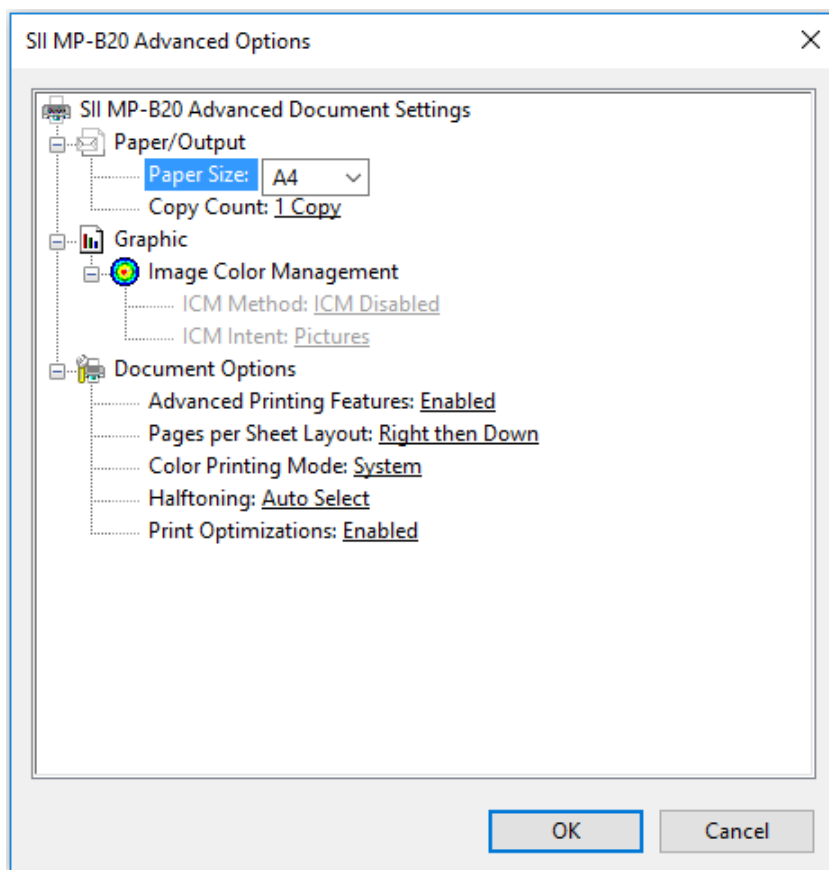 SII MP-B20 Advanced Options
SII MP-B20 Advanced Document Settings
Paper/Output
Paper Size: A4
Copy Count: 1 Copy
Graphic
Image Color Management
ICM Method: ICM Disabled
ICM Intent: Pictures
Document Options
Advanced Printing Features: Enabled
Pages per Sheet Layout: Right then Down
Color Printing Mode: System
Halftoning: Auto Select
Print Optimizations: Enabled
OK Cancel